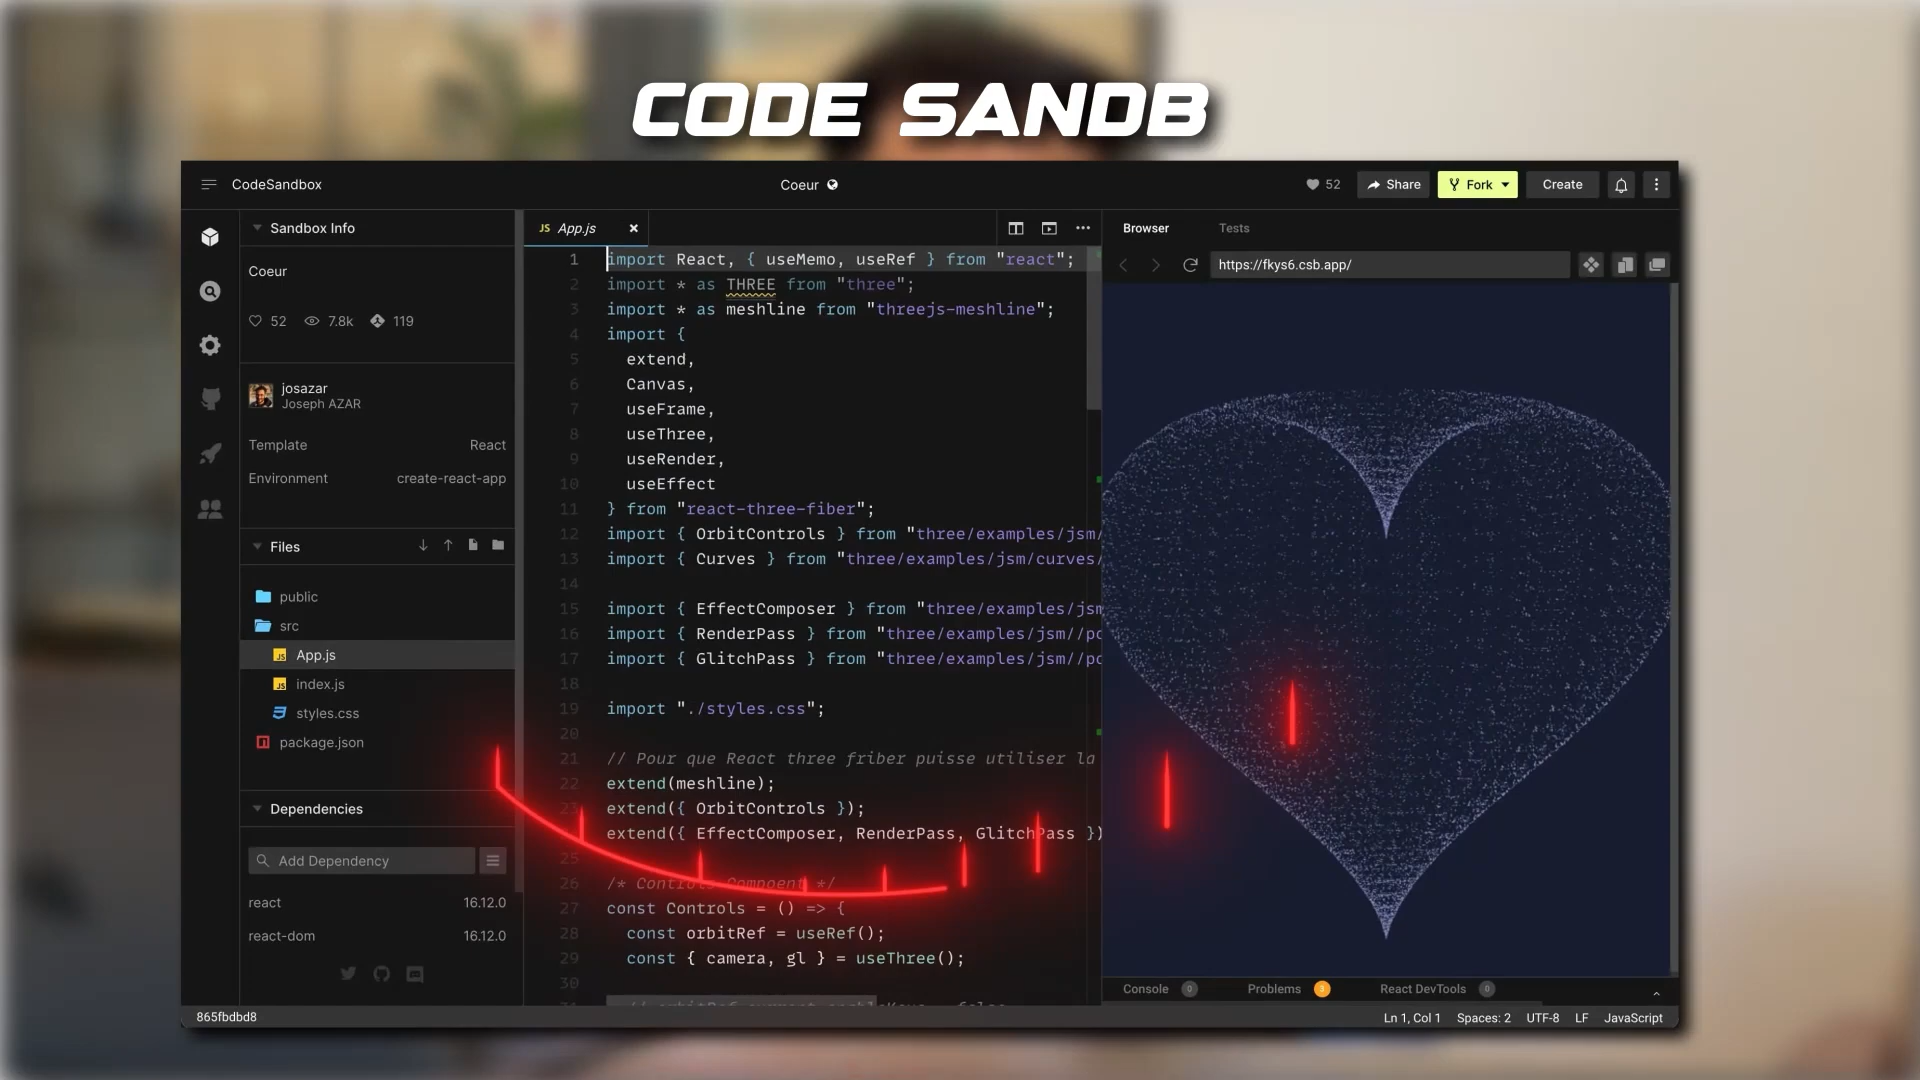 CODE SANDB
CodeSandbox
Coeur
52
Share
Fork
Create
Sandbox Info
Coeur
52
7.8k
119
josazar
Joseph AZAR
Template
React
Environment
create-react-app
Files
public
src
App.js
index.js
styles.css
package.json
Dependencies
Add Dependency
react
16.12.0
react-dom
16.12.0
865fbdbd8
JS App.js
1 import React, { useMemo, useRef } from "react";
2 import * as THREE from "three";
3 import * as meshline from "threejs-meshline";
4 import {
5 extend,
6 Canvas,
7 useFrame,
8 useThree,
9 useRender,
10 useEffect
11 } from "react-three-fiber";
12 import { OrbitControls } from "three/examples/jsm/
13 import { Curves } from "three/examples/jsm/curves/
14
15 import { EffectComposer } from "three/examples/jsm
16 import { RenderPass } from "three/examples/jsm//po
17 import { GlitchPass } from "three/examples/jsm//po
18
19 import "./styles.css";
20
21 // Pour que React three friber puisse utiliser la
22 extend(meshline);
23 extend({ OrbitControls });
extend({ EffectComposer, RenderPass, GlitchPass })
25
26 /* Controls Compoent */
27 const Controls = () => {
28 const orbitRef = useRef();
29 const { camera, gl } = useThree();
30
Browser
Tests
https://fkys6.csb.app/
Console 0
Problems 3
React DevTools 0
Ln 1, Col 1
Spaces: 2
UTF-8
LF
JavaScript